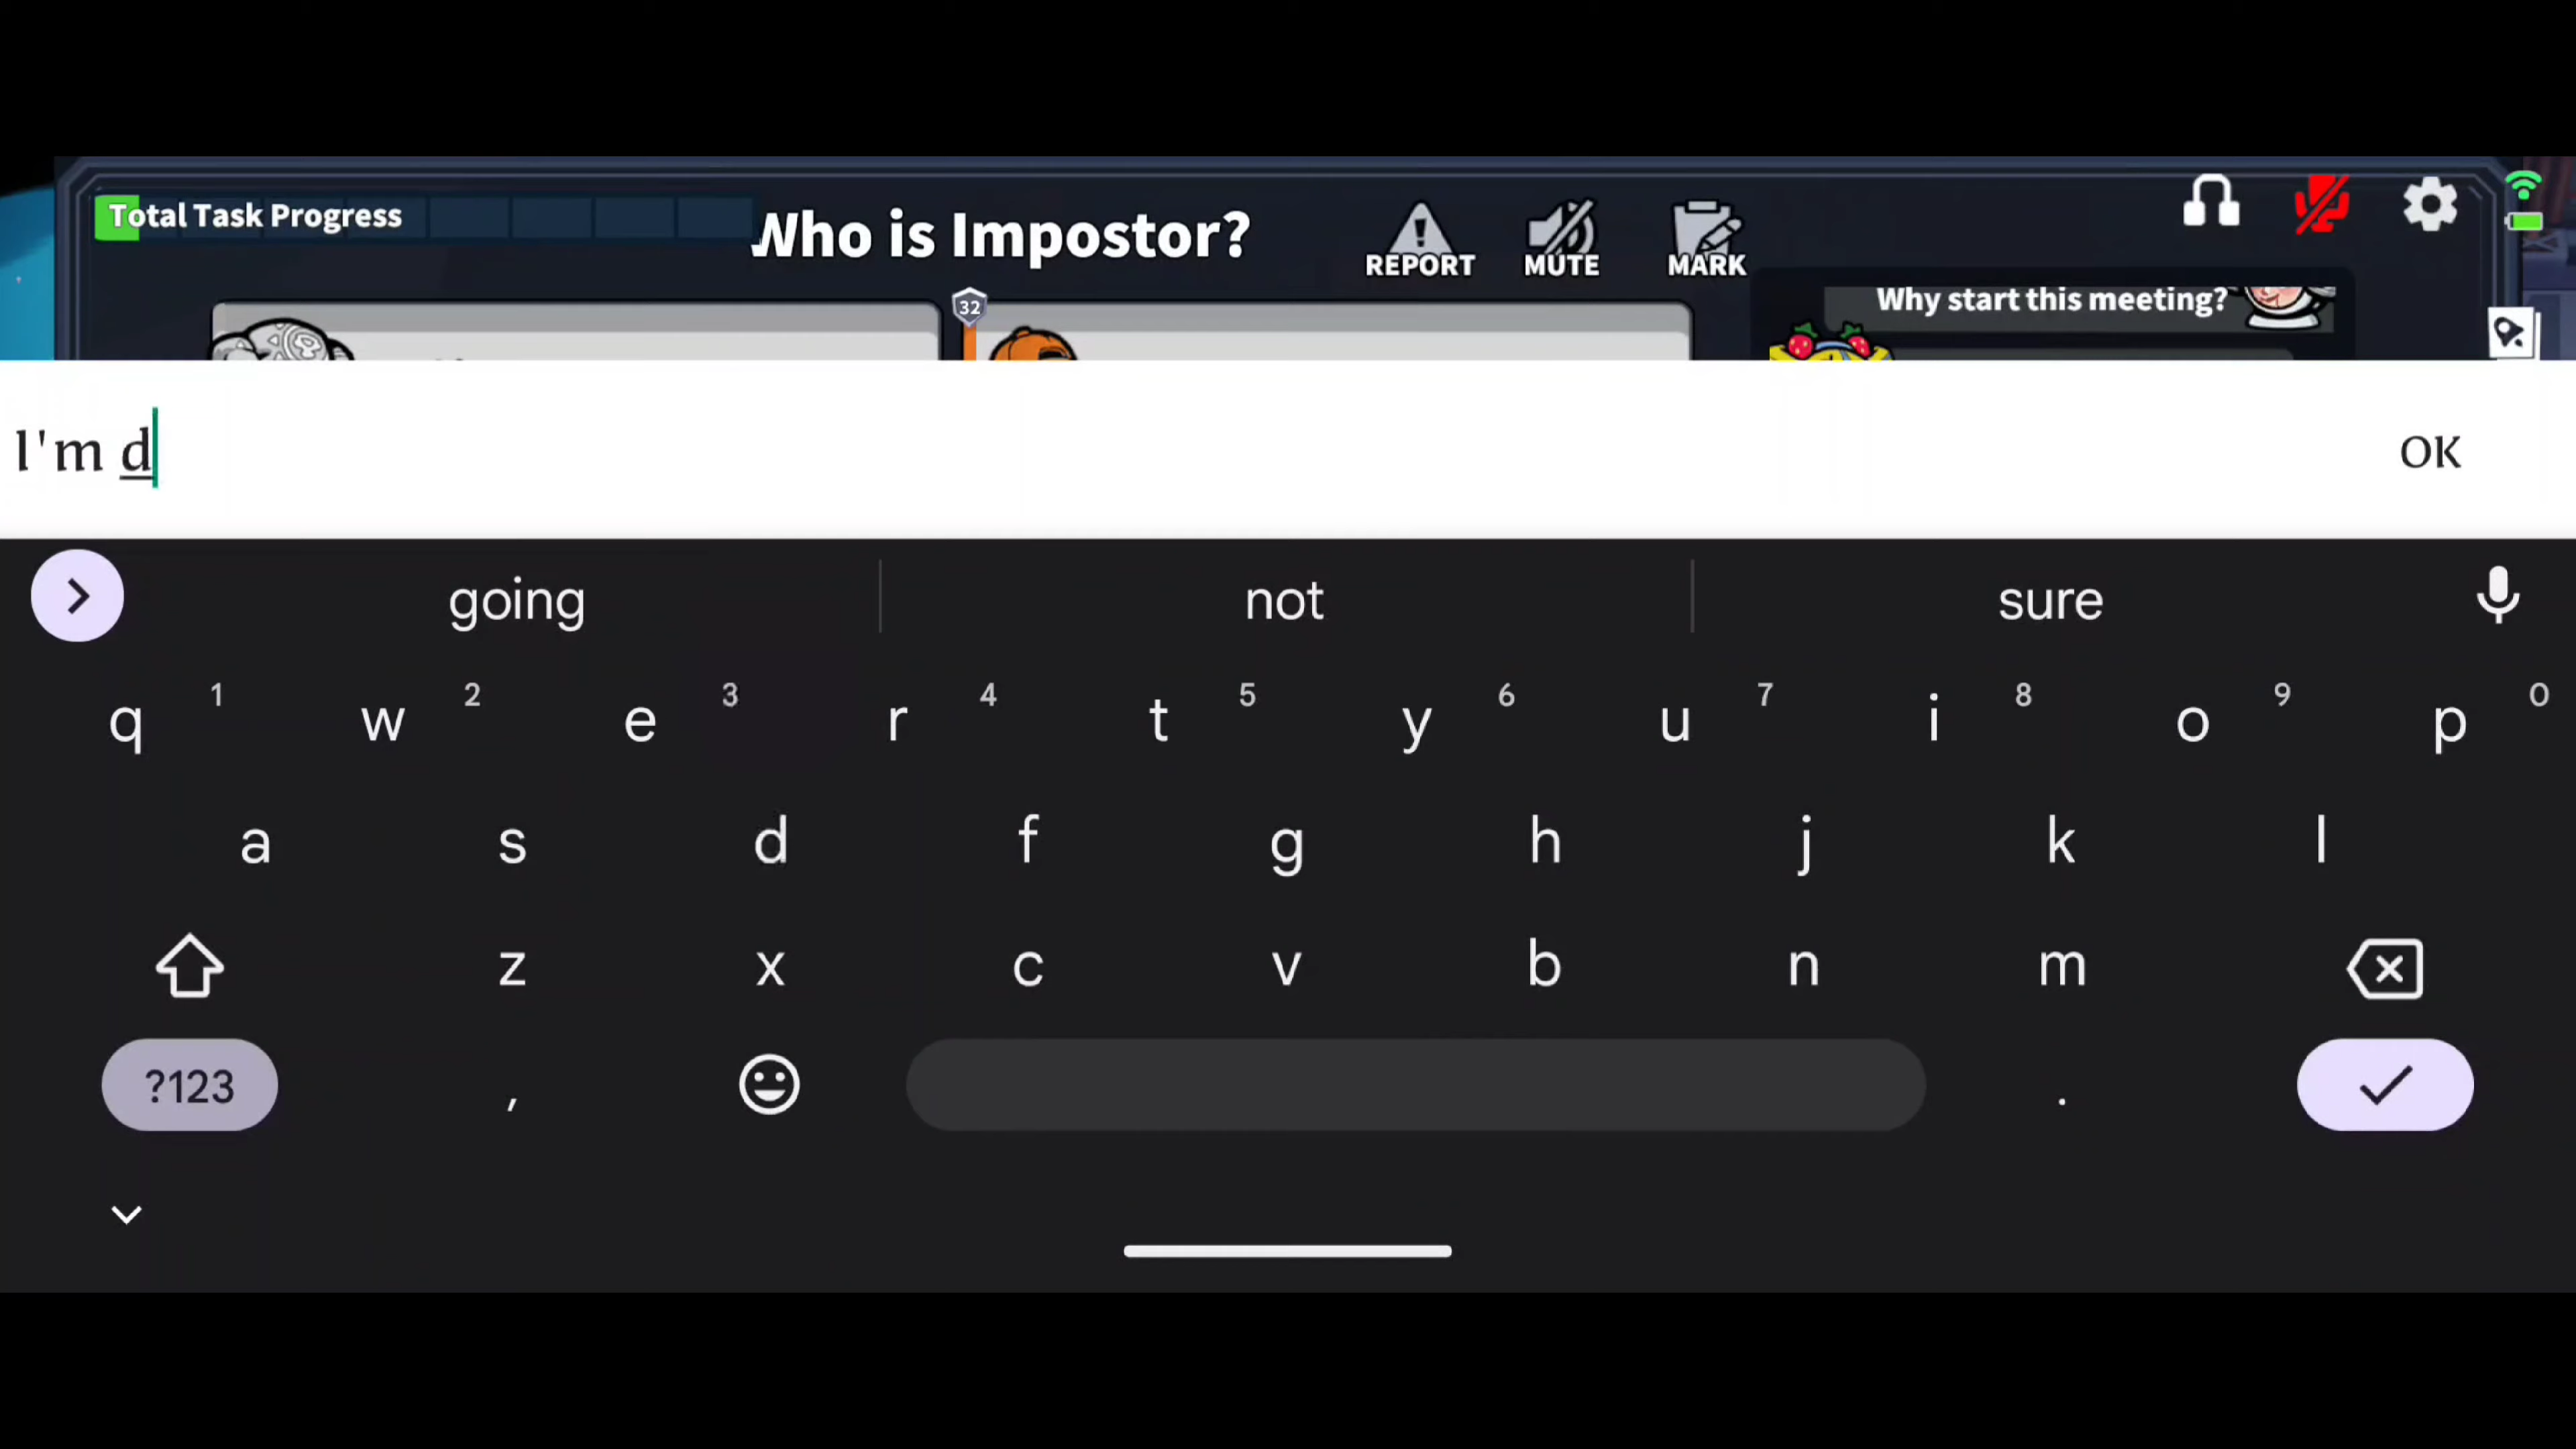 Total Task Progress
Who is Impostor?
REPORT
MUTE
MARK
32
Why start this meeting?
I'm d
OK
going
not
sure
q 1 w 2 e 3 r 4 t 5 y 6 u 7 i 8 o 9 p 0
a s d f g h j k l
z x c v b n m
?123 , .